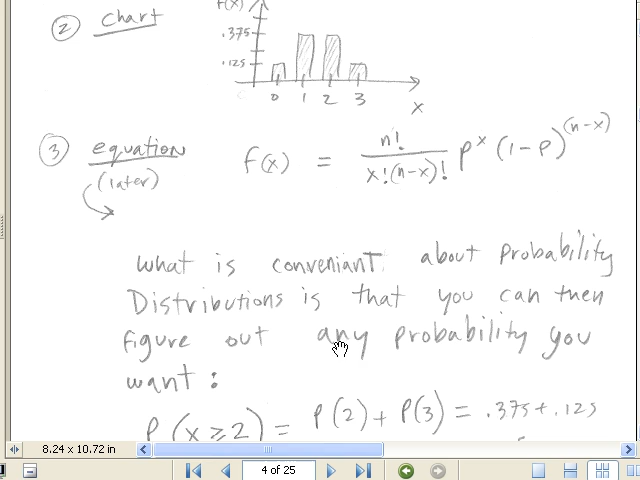 ② chart
f(x)
.375
.125
0 1 2 3
x
③ equation
(later)
f(x) = n! / x!(n-x)! p^x (1-p)^(n-x)
what is conveniant about probability
Distributions is that you can then
figure out any probability you
want:
P(x≥2) = P(2) + P(3) = .375+.125
8.24 x 10.72 in
4 of 25